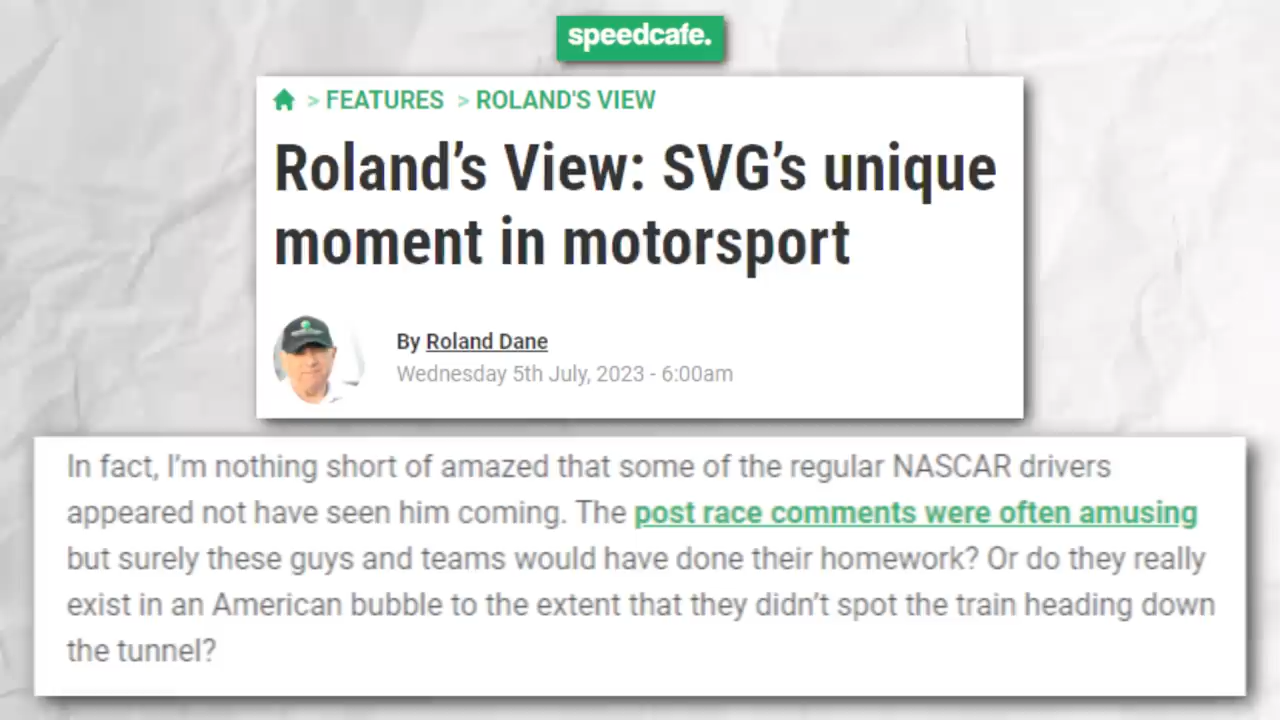 speedcafe.
> FEATURES > ROLAND'S VIEW
Roland’s View: SVG’s unique
moment in motorsport
By Roland Dane
Wednesday 5th July, 2023 - 6:00am
In fact, I’m nothing short of amazed that some of the regular NASCAR drivers
appeared not have seen him coming. The post race comments were often amusing
but surely these guys and teams would have done their homework? Or do they really
exist in an American bubble to the extent that they didn’t spot the train heading down
the tunnel?